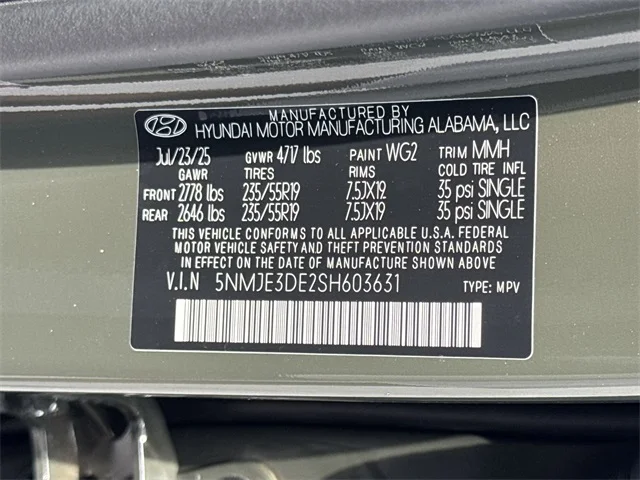 MANUFACTURED BY
HYUNDAI MOTOR MANUFACTURING ALABAMA, LLC
Jul/23/25 GVWR 4717 lbs PAINT WG2 TRIM MMH
GAWR TIRES RIMS COLD TIRE INFL
FRONT 2778 lbs 235/55R19 7.5JX19 35 psi SINGLE
REAR 2646 lbs 235/55R19 7.5JX19 35 psi SINGLE
THIS VEHICLE CONFORMS TO ALL APPLICABLE U.S.A. FEDERAL
MOTOR VEHICLE SAFETY AND THEFT PREVENTION STANDARDS
IN EFFECT ON THE DATE OF MANUFACTURE SHOWN ABOVE
V.I.N 5NMJE3DE2SH603631 TYPE: MPV